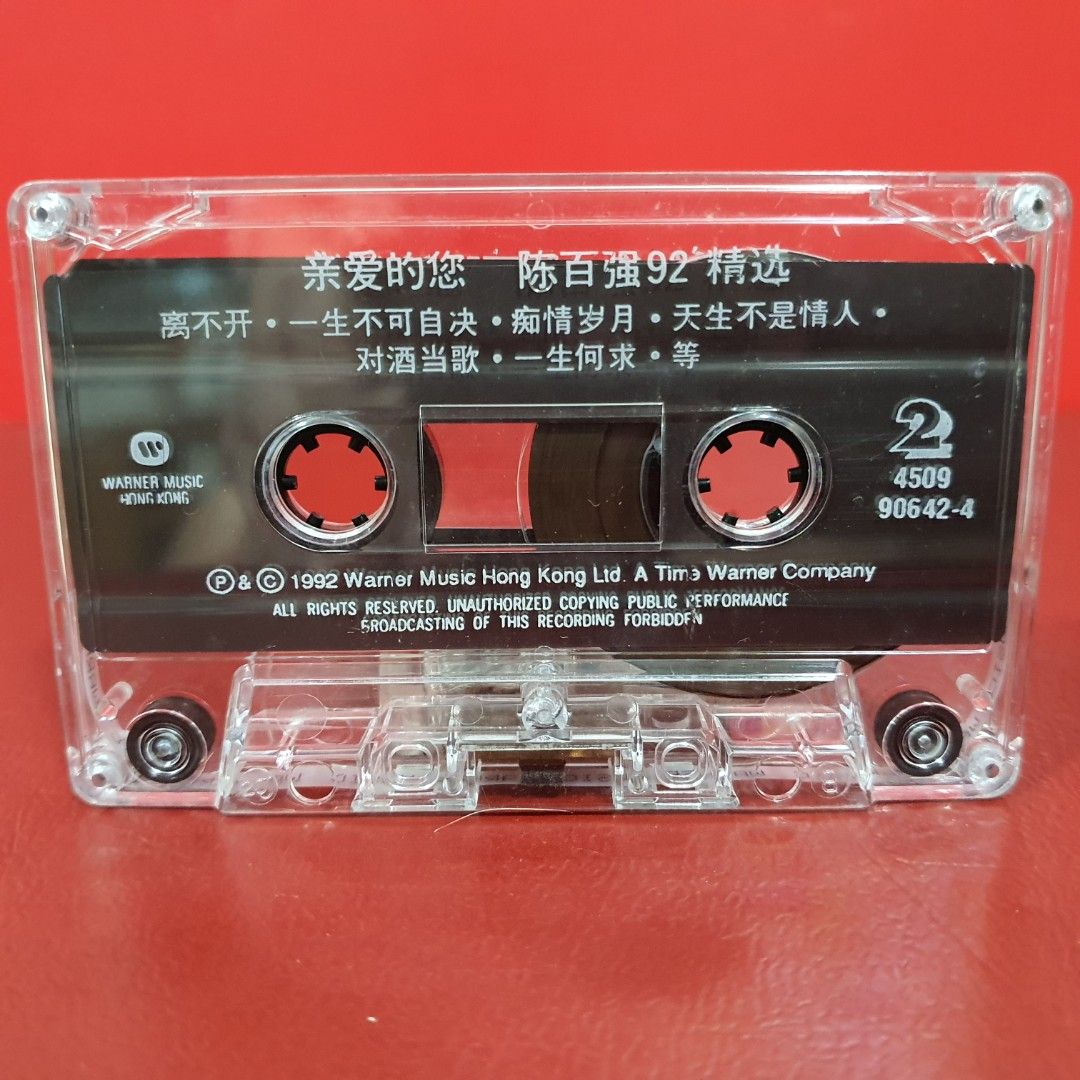 亲爱的您 陈百强92'精选
离不开·一生不可自决·痴情岁月·天生不是情人·
对酒当歌·一生何求·等
WARNER MUSIC
HONG KONG
2
4509
90642-4
Ⓟ & © 1992 Warner Music Hong Kong Ltd. A Time Warner Company
ALL RIGHTS RESERVED. UNAUTHORIZED COPYING PUBLIC PERFORMANCE
BROADCASTING OF THIS RECORDING FORBIDDEN